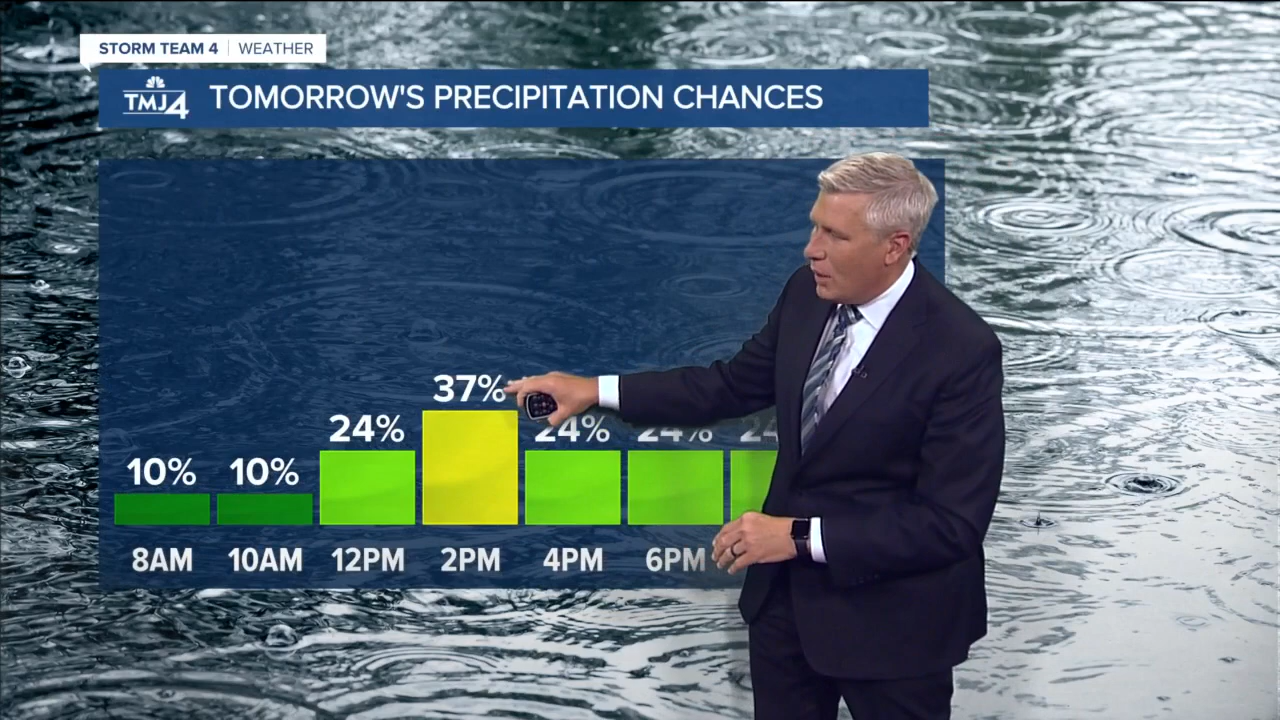 STORM TEAM 4 | WEATHER
TMJ4 TOMORROW'S PRECIPITATION CHANCES
37%
24% 24% 24%
10% 10%
8AM 10AM 12PM 2PM 4PM 6PM